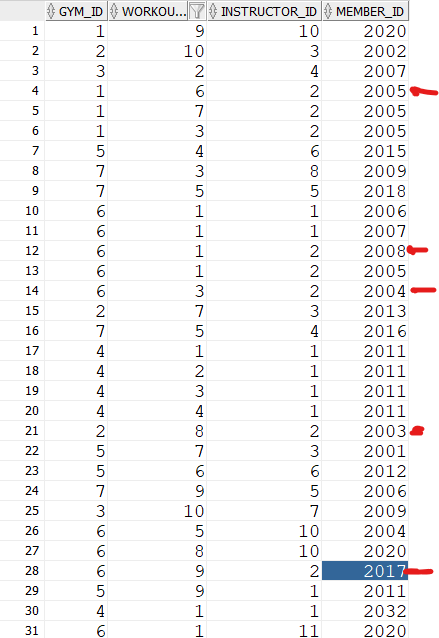 GYM_ID WORKOU... INSTRUCTOR_ID MEMBER_ID
1 1 9 10 2020
2 2 10 3 2002
3 3 2 4 2007
4 1 6 2 2005
5 1 7 2 2005
6 1 3 2 2005
7 5 4 6 2015
8 7 3 8 2009
9 7 5 5 2018
10 6 1 1 2006
11 6 1 1 2007
12 6 1 2 2008
13 6 1 2 2005
14 6 3 2 2004
15 2 7 3 2013
16 7 5 4 2016
17 4 1 1 2011
18 4 2 1 2011
19 4 3 1 2011
20 4 4 1 2011
21 2 8 2 2003
22 5 7 3 2001
23 5 6 6 2012
24 7 9 5 2006
25 3 10 7 2009
26 6 5 10 2004
27 6 8 10 2020
28 6 9 2 2017
29 5 9 1 2011
30 4 1 1 2032
31 6 1 11 2020